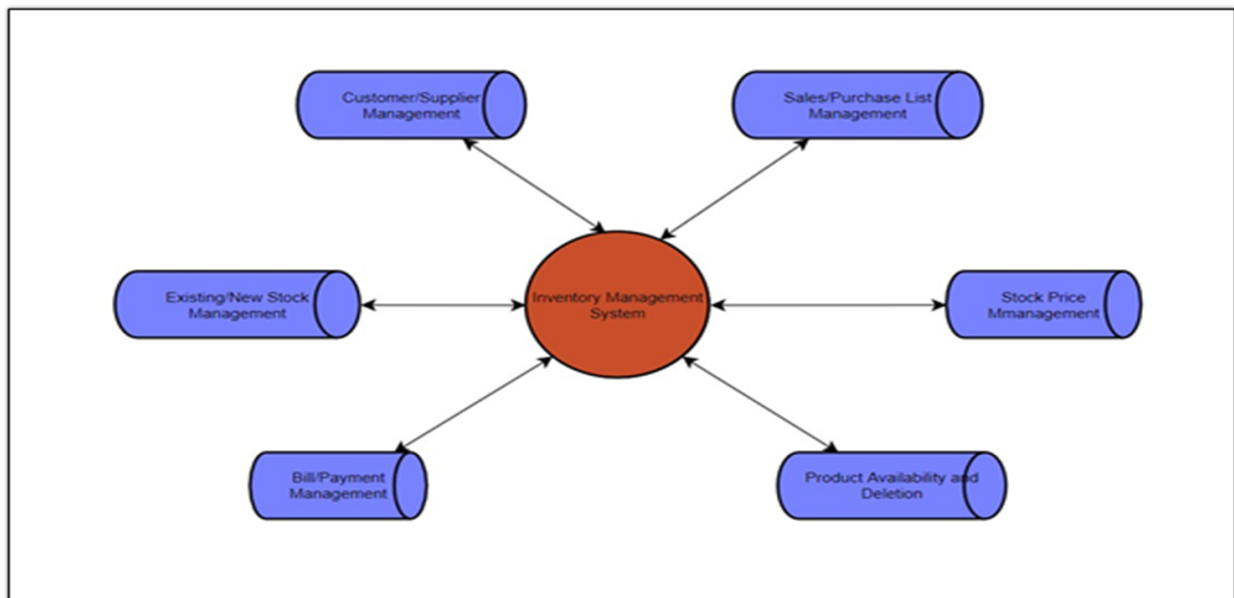 Customer/Supplier
Management
Sales/Purchase List
Management
Existing/New Stock
Management
Inventory Management
System
Stock Price
Mmanagement
Bill/Payment
Management
Product Availability and
Deletion